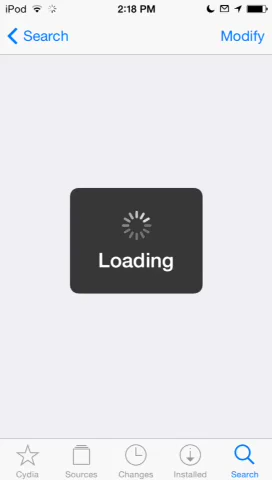 iPod 2:18 PM
Search Modify
Loading
Cydia Sources Changes Installed Search